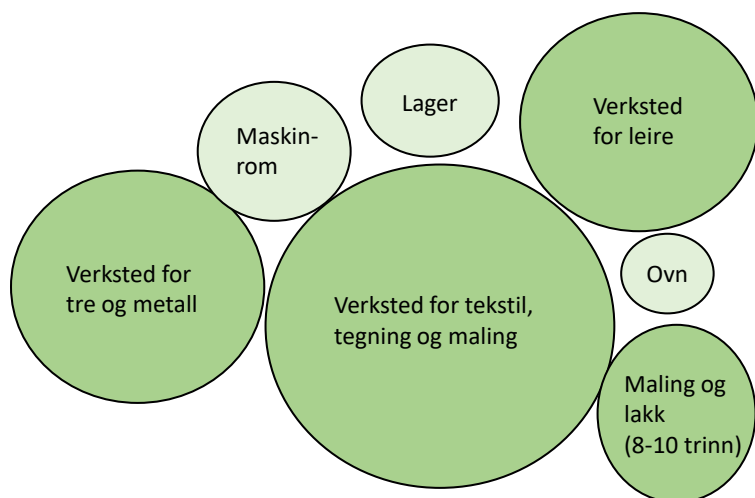 Maskin-
rom
Lager
Verksted
for leire
Verksted for
tre og metall
Verksted for tekstil,
tegning og maling
Ovn
Maling og
lakk
(8-10 trinn)